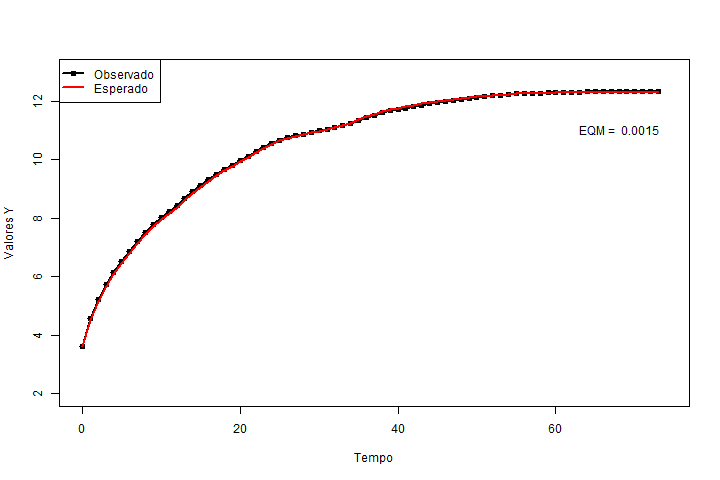 Observado
Esperado
EQM = 0.0015
Valores Y
12
10
8
6
4
2
0 20 40 60
Tempo